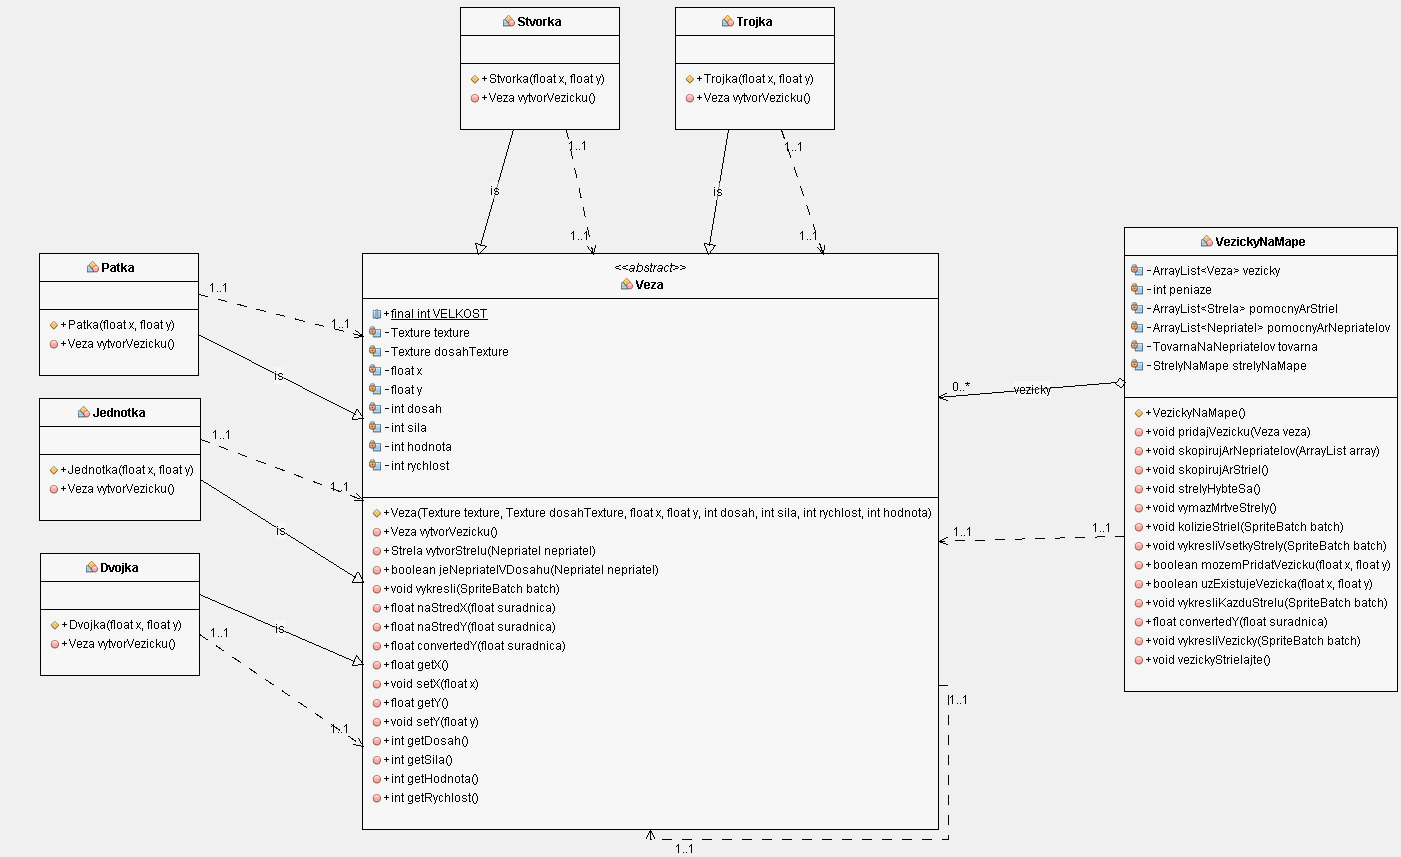 Stvorka
+Stvorka(float x, float y)
+Veza vytvorVezicku()
Trojka
+Trojka(float x, float y)
+Veza vytvorVezicku()
1..1
1..1
is
is
1..1
1..1
Patka
+Patka(float x, float y)
+Veza vytvorVezicku()
1..1
1..1
is
Jednotka
+Jednotka(float x, float y)
+Veza vytvorVezicku()
1..1
1..1
is
Dvojka
+Dvojka(float x, float y)
+Veza vytvorVezicku()
is
1..1
1..1
<<abstract>>
Veza
+final int VELKOST
-Texture texture
-Texture dosahTexture
-float x
-float y
-int dosah
-int sila
-int hodnota
-int rychlost
+Veza(Texture texture, Texture dosahTexture, float x, float y, int dosah, int sila, int rychlost, int hodnota)
+Veza vytvorVezicku()
+Strela vytvorStrelu(Nepriatel nepriatel)
+boolean jeNepriatelVDosahu(Nepriatel nepriatel)
+void vykresli(SpriteBatch batch)
+float naStredX(float suradnica)
+float naStredY(float suradnica)
+float convertedY(float suradnica)
+float getX()
+void setX(float x)
+float getY()
+void setY(float y)
+int getDosah()
+int getSila()
+int getHodnota()
+int getRychlost()
0..*
vezicky
1..1
1..1
1..1
1..1
VezickyNaMape
-ArrayList<Veza> vezicky
-int peniaze
-ArrayList<Strela> pomocnyArStriel
-ArrayList<Nepriatel> pomocnyArNepriatelov
-TovarnaNaNepriatelov tovarna
-StrelyNaMape strelyNaMape
+VezickyNaMape()
+void pridajVezicku(Veza veza)
+void skopirujArNepriatelov(ArrayList array)
+void skopirujArStriel()
+void strelyHybteSa()
+void vymazMrtveStrely()
+void kolizieStriel(SpriteBatch batch)
+void vykresliVsetkyStrely(SpriteBatch batch)
+boolean mozemPridatVezicku(float x, float y)
+boolean uzExistujeVezicka(float x, float y)
+void vykresliKazduStrelu(SpriteBatch batch)
+float convertedY(float suradnica)
+void vykresliVezicky(SpriteBatch batch)
+void vezickyStrielajte()